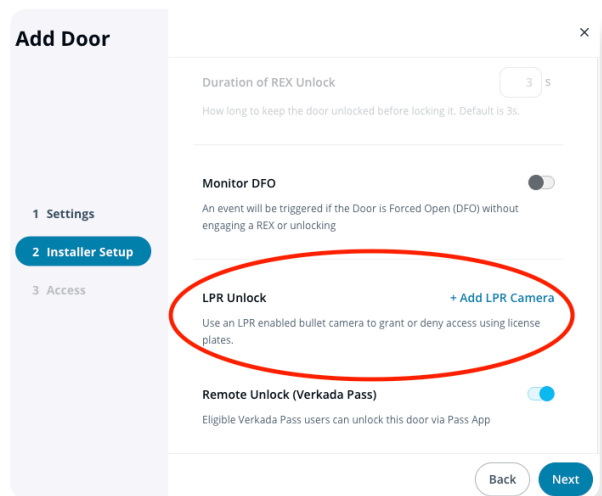 Add Door
×
Duration of REX Unlock
3 s
How long to keep the door unlocked before locking it. Default is 3s.
Monitor DFO
An event will be triggered if the Door is Forced Open (DFO) without
engaging a REX or unlocking
1 Settings
2 Installer Setup
3 Access
LPR Unlock
+ Add LPR Camera
Use an LPR enabled bullet camera to grant or deny access using license
plates.
Remote Unlock (Verkada Pass)
Eligible Verkada Pass users can unlock this door via Pass App
Back
Next